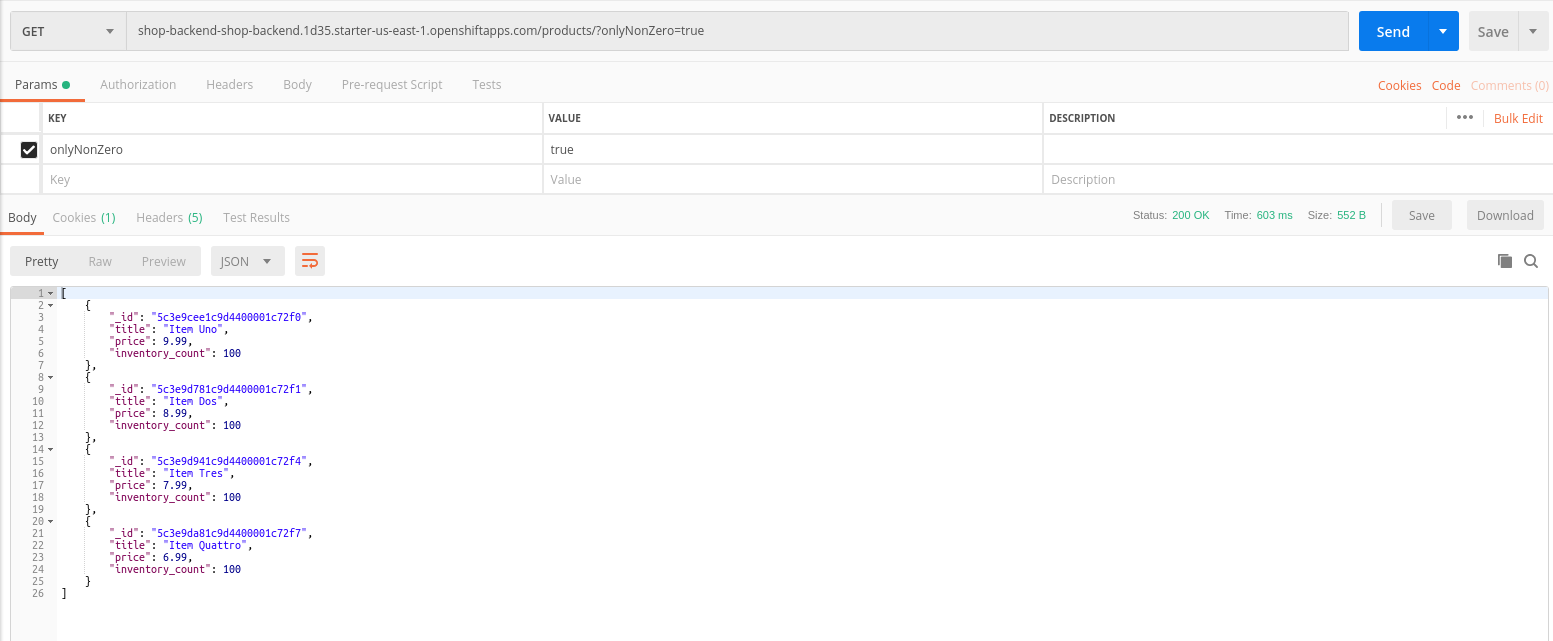 GET shop-backend-shop-backend.1d35.starter-us-east-1.openshiftapps.com/products/?onlyNonZero=true Send Save
Params Authorization Headers Body Pre-request Script Tests Cookies Code Comments (0)
KEY VALUE DESCRIPTION ••• Bulk Edit
onlyNonZero true
Key Value Description
Body Cookies (1) Headers (5) Test Results Status: 200 OK Time: 603 ms Size: 552 B Save Download
Pretty Raw Preview JSON
1 [
2 {
3 "_id": "5c3e9cee1c9d4400001c72f0",
4 "title": "Item Uno",
5 "price": 9.99,
6 "inventory_count": 100
7 },
8 {
9 "_id": "5c3e9d781c9d4400001c72f1",
10 "title": "Item Dos",
11 "price": 8.99,
12 "inventory_count": 100
13 },
14 {
15 "_id": "5c3e9d941c9d4400001c72f4",
16 "title": "Item Tres",
17 "price": 7.99,
18 "inventory_count": 100
19 },
20 {
21 "_id": "5c3e9da81c9d4400001c72f7",
22 "title": "Item Quattro",
23 "price": 6.99,
24 "inventory_count": 100
25 }
26 ]